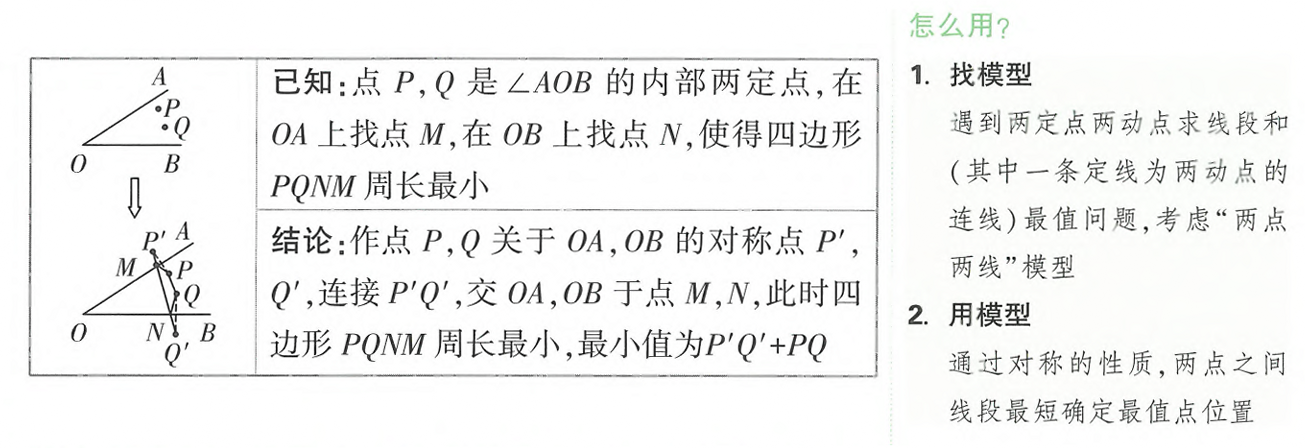 A
P
Q
O
B
P′
A
M
P
Q
O
N
B
Q′
已知:点 P,Q 是∠AOB 的内部两定点,在
OA 上找点 M,在 OB 上找点 N,使得四边形
PQNM 周长最小
结论:作点 P,Q 关于 OA,OB 的对称点 P′,
Q′,连接 P′Q′,交 OA,OB 于点 M,N,此时四
边形 PQNM 周长最小,最小值为P′Q′+PQ
怎么用?
1. 找模型
遇到两定点两动点求线段和
(其中一条定线为两动点的
连线)最值问题,考虑“两点
两线”模型
2. 用模型
通过对称的性质,两点之间
线段最短确定最值点位置